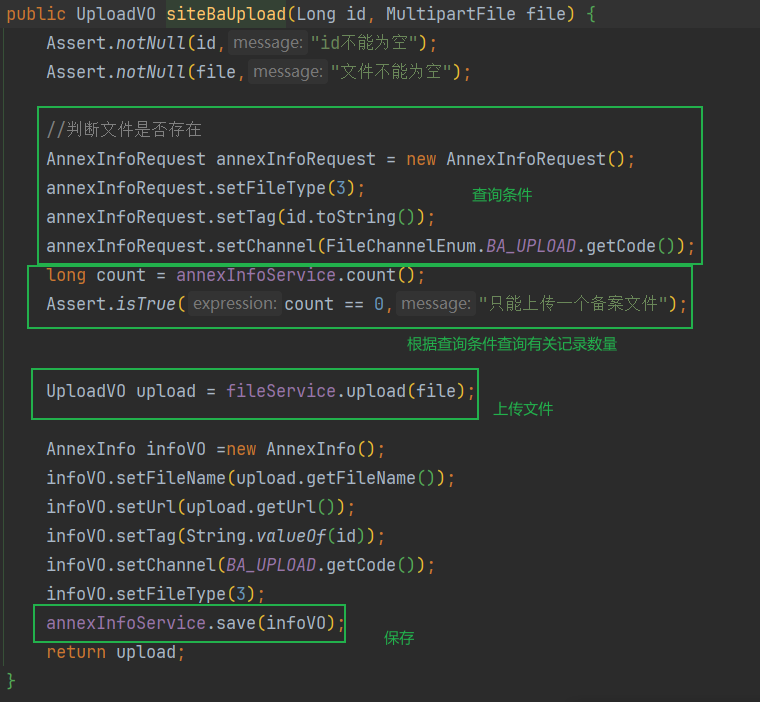 public UploadVO siteBaUpload(Long id, MultipartFile file) {
Assert.notNull(id, message: "id不能为空");
Assert.notNull(file, message: "文件不能为空");
//判断文件是否存在
AnnexInfoRequest annexInfoRequest = new AnnexInfoRequest();
annexInfoRequest.setFileType(3);
查询条件
annexInfoRequest.setTag(id.toString());
annexInfoRequest.setChannel(FileChannelEnum.BA_UPLOAD.getCode());
long count = annexInfoService.count();
Assert.isTrue( expression: count == 0, message: "只能上传一个备案文件");
根据查询条件查询有关记录数量
UploadVO upload = fileService.upload(file);
上传文件
AnnexInfo infoVO =new AnnexInfo();
infoVO.setFileName(upload.getFileName());
infoVO.setUrl(upload.getUrl());
infoVO.setTag(String.valueOf(id));
infoVO.setChannel(BA_UPLOAD.getCode());
infoVO.setFileType(3);
annexInfoService.save(infoVO);
保存
return upload;
}